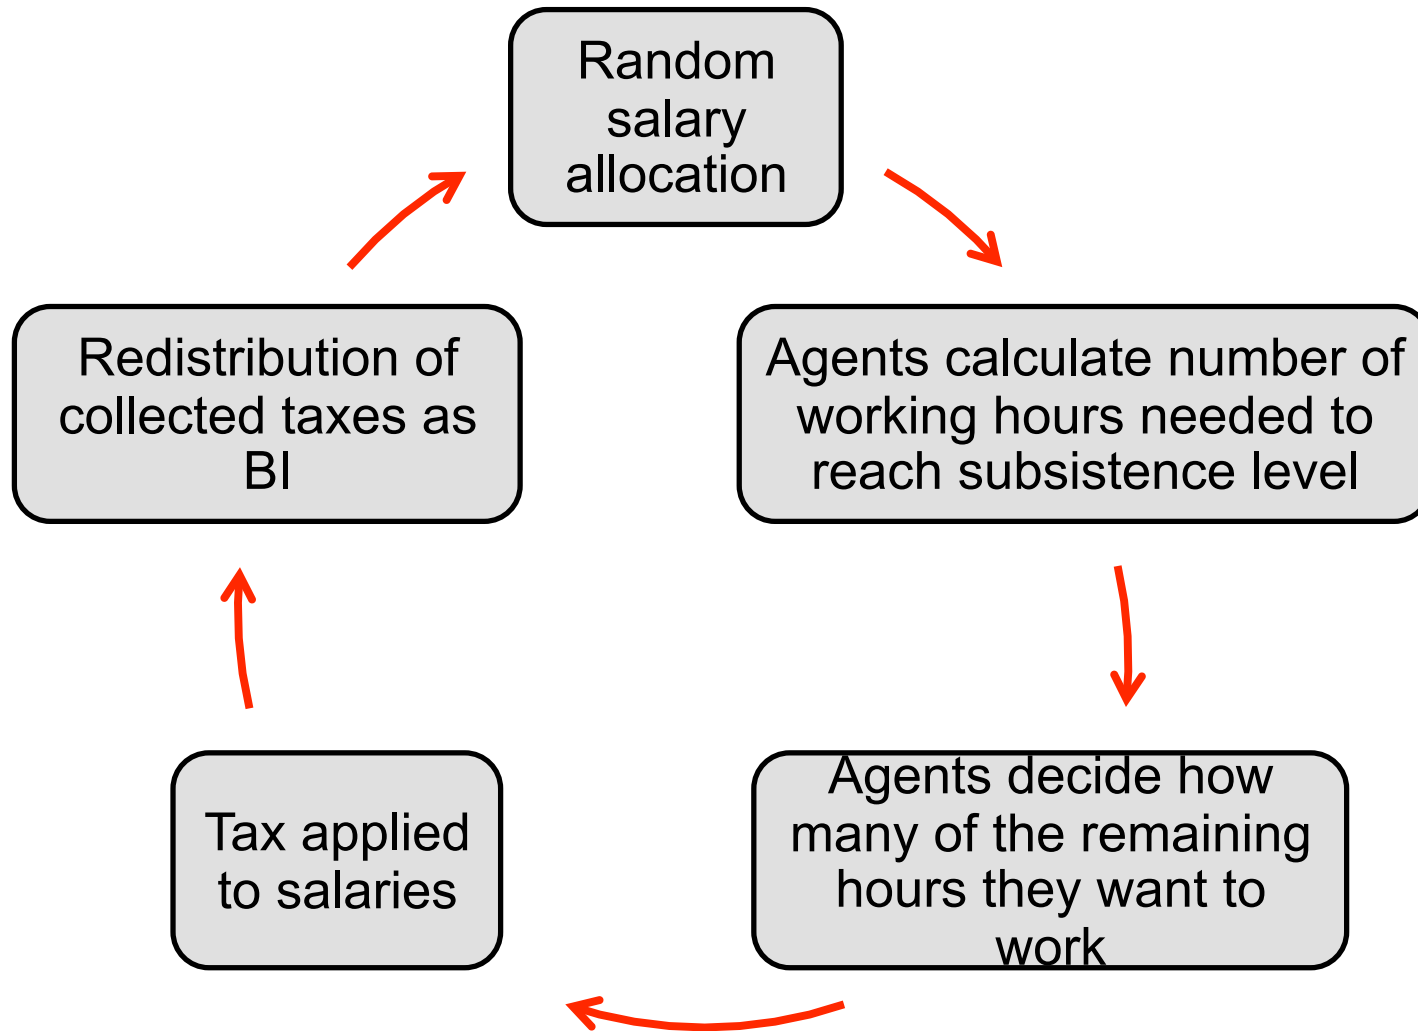 Random
salary
allocation
Agents calculate number of
working hours needed to
reach subsistence level
Agents decide how
many of the remaining
hours they want to
work
Tax applied
to salaries
Redistribution of
collected taxes as
BI